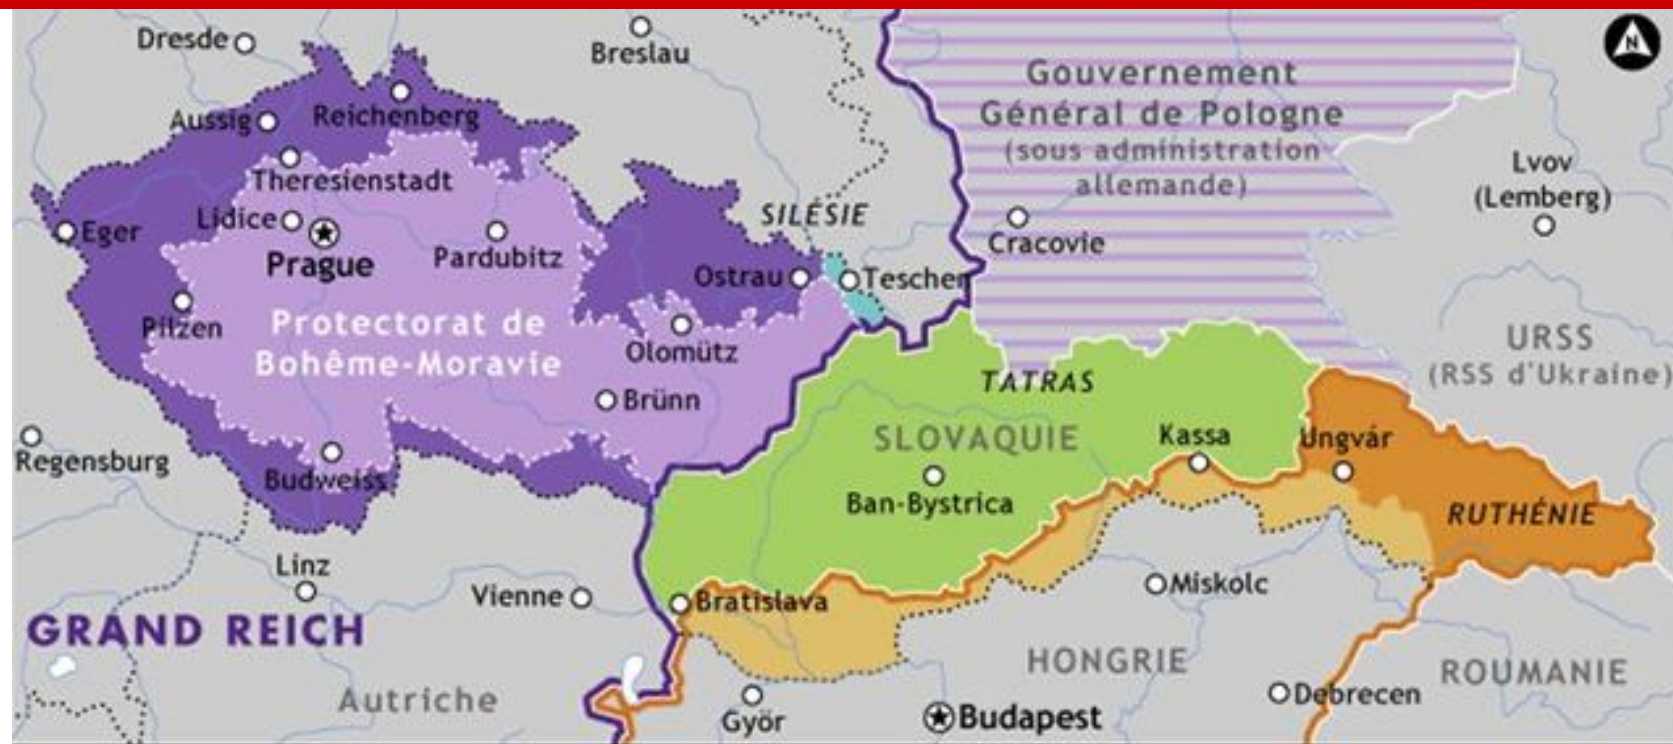 Dresde
Breslau
N
Gouvernement
Général de Pologne
(sous administration
allemande)
Aussig
Reichenberg
Theresienstadt
Lvov
(Lemberg)
Lidice
Eger
SILÉSIE
Cracovie
Prague
Pardubitz
Ostrau
Teschen
Pilzen
Protectorat de
Bohême-Moravie
Olomütz
URSS
(RSS d'Ukraine)
TATRAS
Brünn
SLOVAQUIE
Kassa
Ungvár
Regensburg
Budweiss
Ban-Bystrica
RUTHÉNIE
Linz
Vienne
Bratislava
Miskolc
GRAND REICH
HONGRIE
ROUMANIE
Autriche
Györ
Budapest
Debrecen